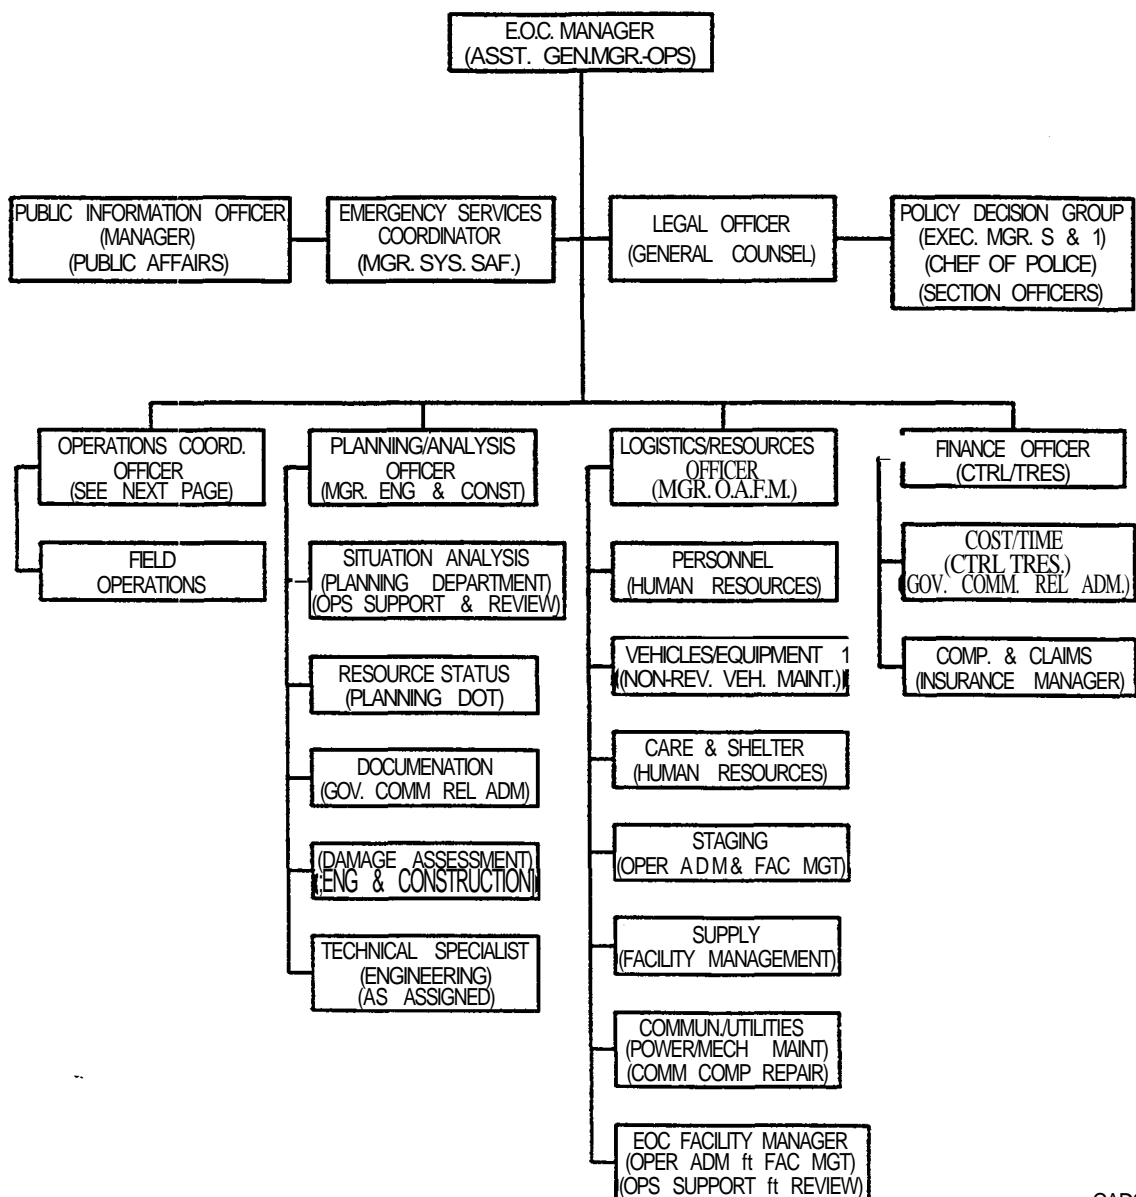 E.O.C. MANAGER
(ASST. GEN.MGR.-OPS)
PUBLIC INFORMATION OFFICER
(MANAGER)
(PUBLIC AFFAIRS)
EMERGENCY SERVICES
COORDINATOR
(MGR. SYS. SAF.)
LEGAL OFFICER
(GENERAL COUNSEL)
POLICY DECISION GROUP
(EXEC. MGR. S & 1)
(CHEF OF POLICE)
(SECTION OFFICERS)
OPERATIONS COORD.
OFFICER
(SEE NEXT PAGE)
FIELD
OPERATIONS
PLANNING/ANALYSIS
OFFICER
(MGR. ENG & CONST)
SITUATION ANALYSIS
(PLANNING DEPARTMENT)
(OPS SUPPORT & REVIEW)
RESOURCE STATUS
(PLANNING DOT)
DOCUMENATION
(GOV. COMM REL ADM)
(DAMAGE ASSESSMENT)
(ENG & CONSTRUCTION)
TECHNICAL SPECIALIST
(ENGINEERING)
(AS ASSIGNED)
LOGISTICS/RESOURCES
OFFICER
(MGR. O.A.F.M.)
PERSONNEL
(HUMAN RESOURCES)
VEHICLES/EQUIPMENT 1
(NON-REV. VEH. MAINT.)
CARE & SHELTER
(HUMAN RESOURCES)
STAGING
(OPER ADM & FAC MGT)
SUPPLY
(FACILITY MANAGEMENT)
COMMUN./UTILITIES
(POWER/MECH MAINT)
(COMM COMP REPAIR)
EOC FACILITY MANAGER
(OPER ADM ft FAC MGT)
(OPS SUPPORT ft REVIEW)
FINANCE OFFICER
(CTRL/TRES)
COST/TIME
(CTRL TRES.)
(GOV. COMM. REL ADM.)
COMP. & CLAIMS
(INSURANCE MANAGER)